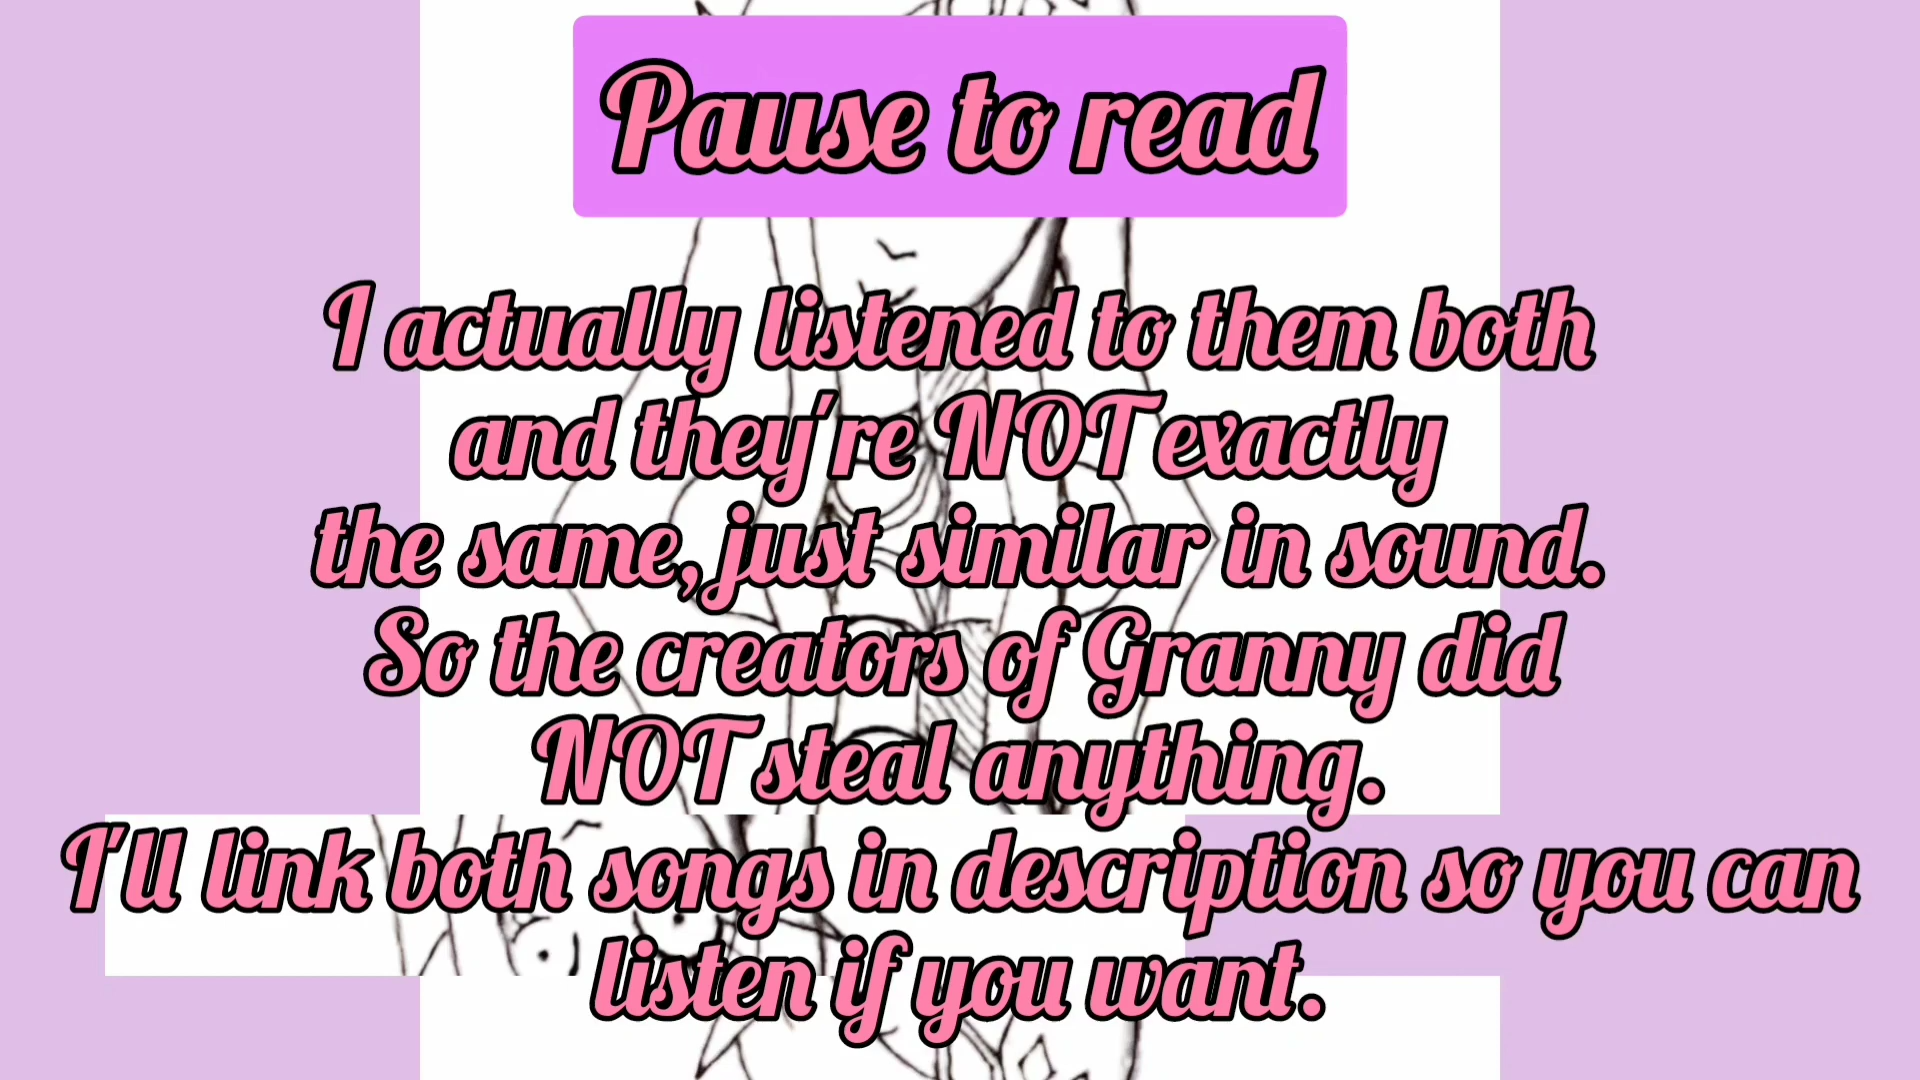 Pause to read
I actually listened to them both
and they're NOT exactly
the same, just similar in sound.
So the creators of Granny did
NOT steal anything.
I'll link both songs in description so you can
listen if you want.